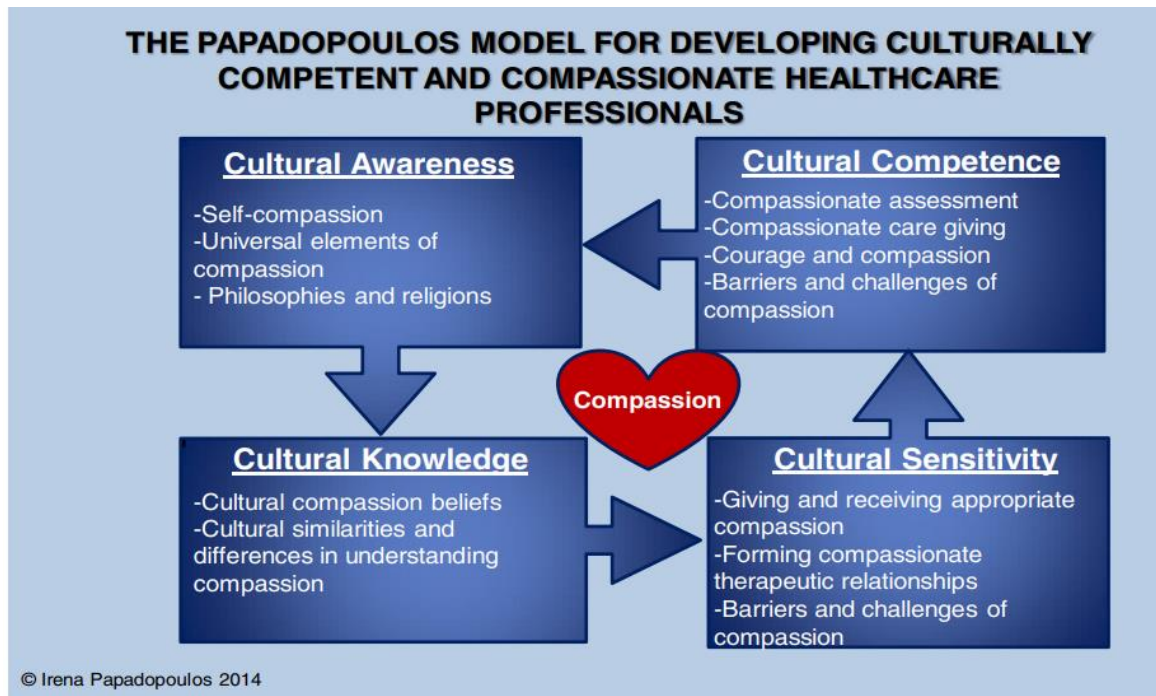 THE PAPADOPOULOS MODEL FOR DEVELOPING CULTURALLY
COMPETENT AND COMPASSIONATE HEALTHCARE
PROFESSIONALS
Cultural Awareness
-Self-compassion
-Universal elements of
compassion
- Philosophies and religions
Cultural Competence
-Compassionate assessment
-Compassionate care giving
-Courage and compassion
-Barriers and challenges of
compassion
Compassion
Cultural Knowledge
-Cultural compassion beliefs
-Cultural similarities and
differences in understanding
compassion
Cultural Sensitivity
-Giving and receiving appropriate
compassion
-Forming compassionate
therapeutic relationships
-Barriers and challenges of
compassion
© Irena Papadopoulos 2014